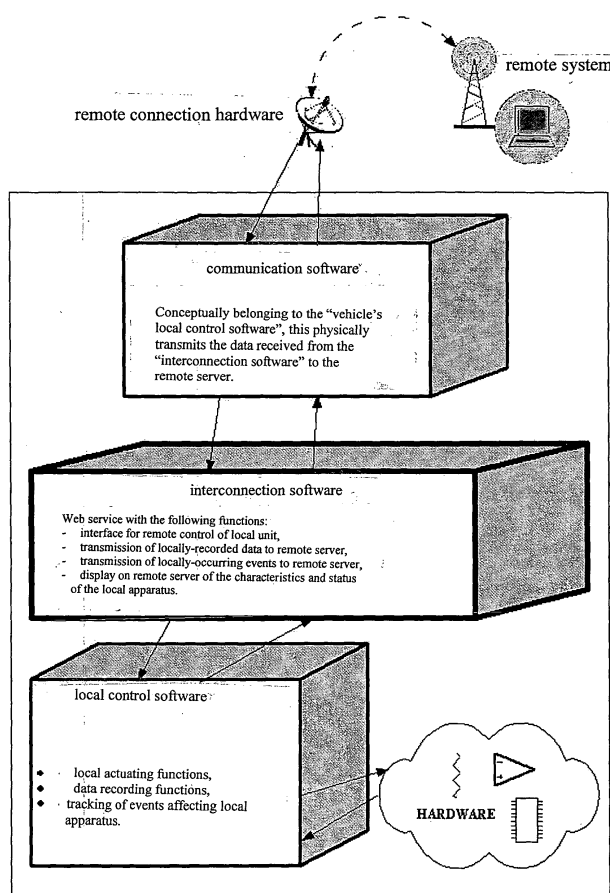 remote system
remote connection hardware
communication software
Conceptually belonging to the “vehicle’s
local control software”, this physically
transmits the data received from the
“interconnection software” to the
remote server.
interconnection software
Web service with the following functions:
- interface for remote control of local unit,
- transmission of locally-recorded data to remote server,
- transmission of locally-occurring events to remote server,
- display on remote server of the characteristics and status
of the local apparatus.
local control software
local actuating functions,
data recording functions,
tracking of events affecting local
apparatus.
HARDWARE